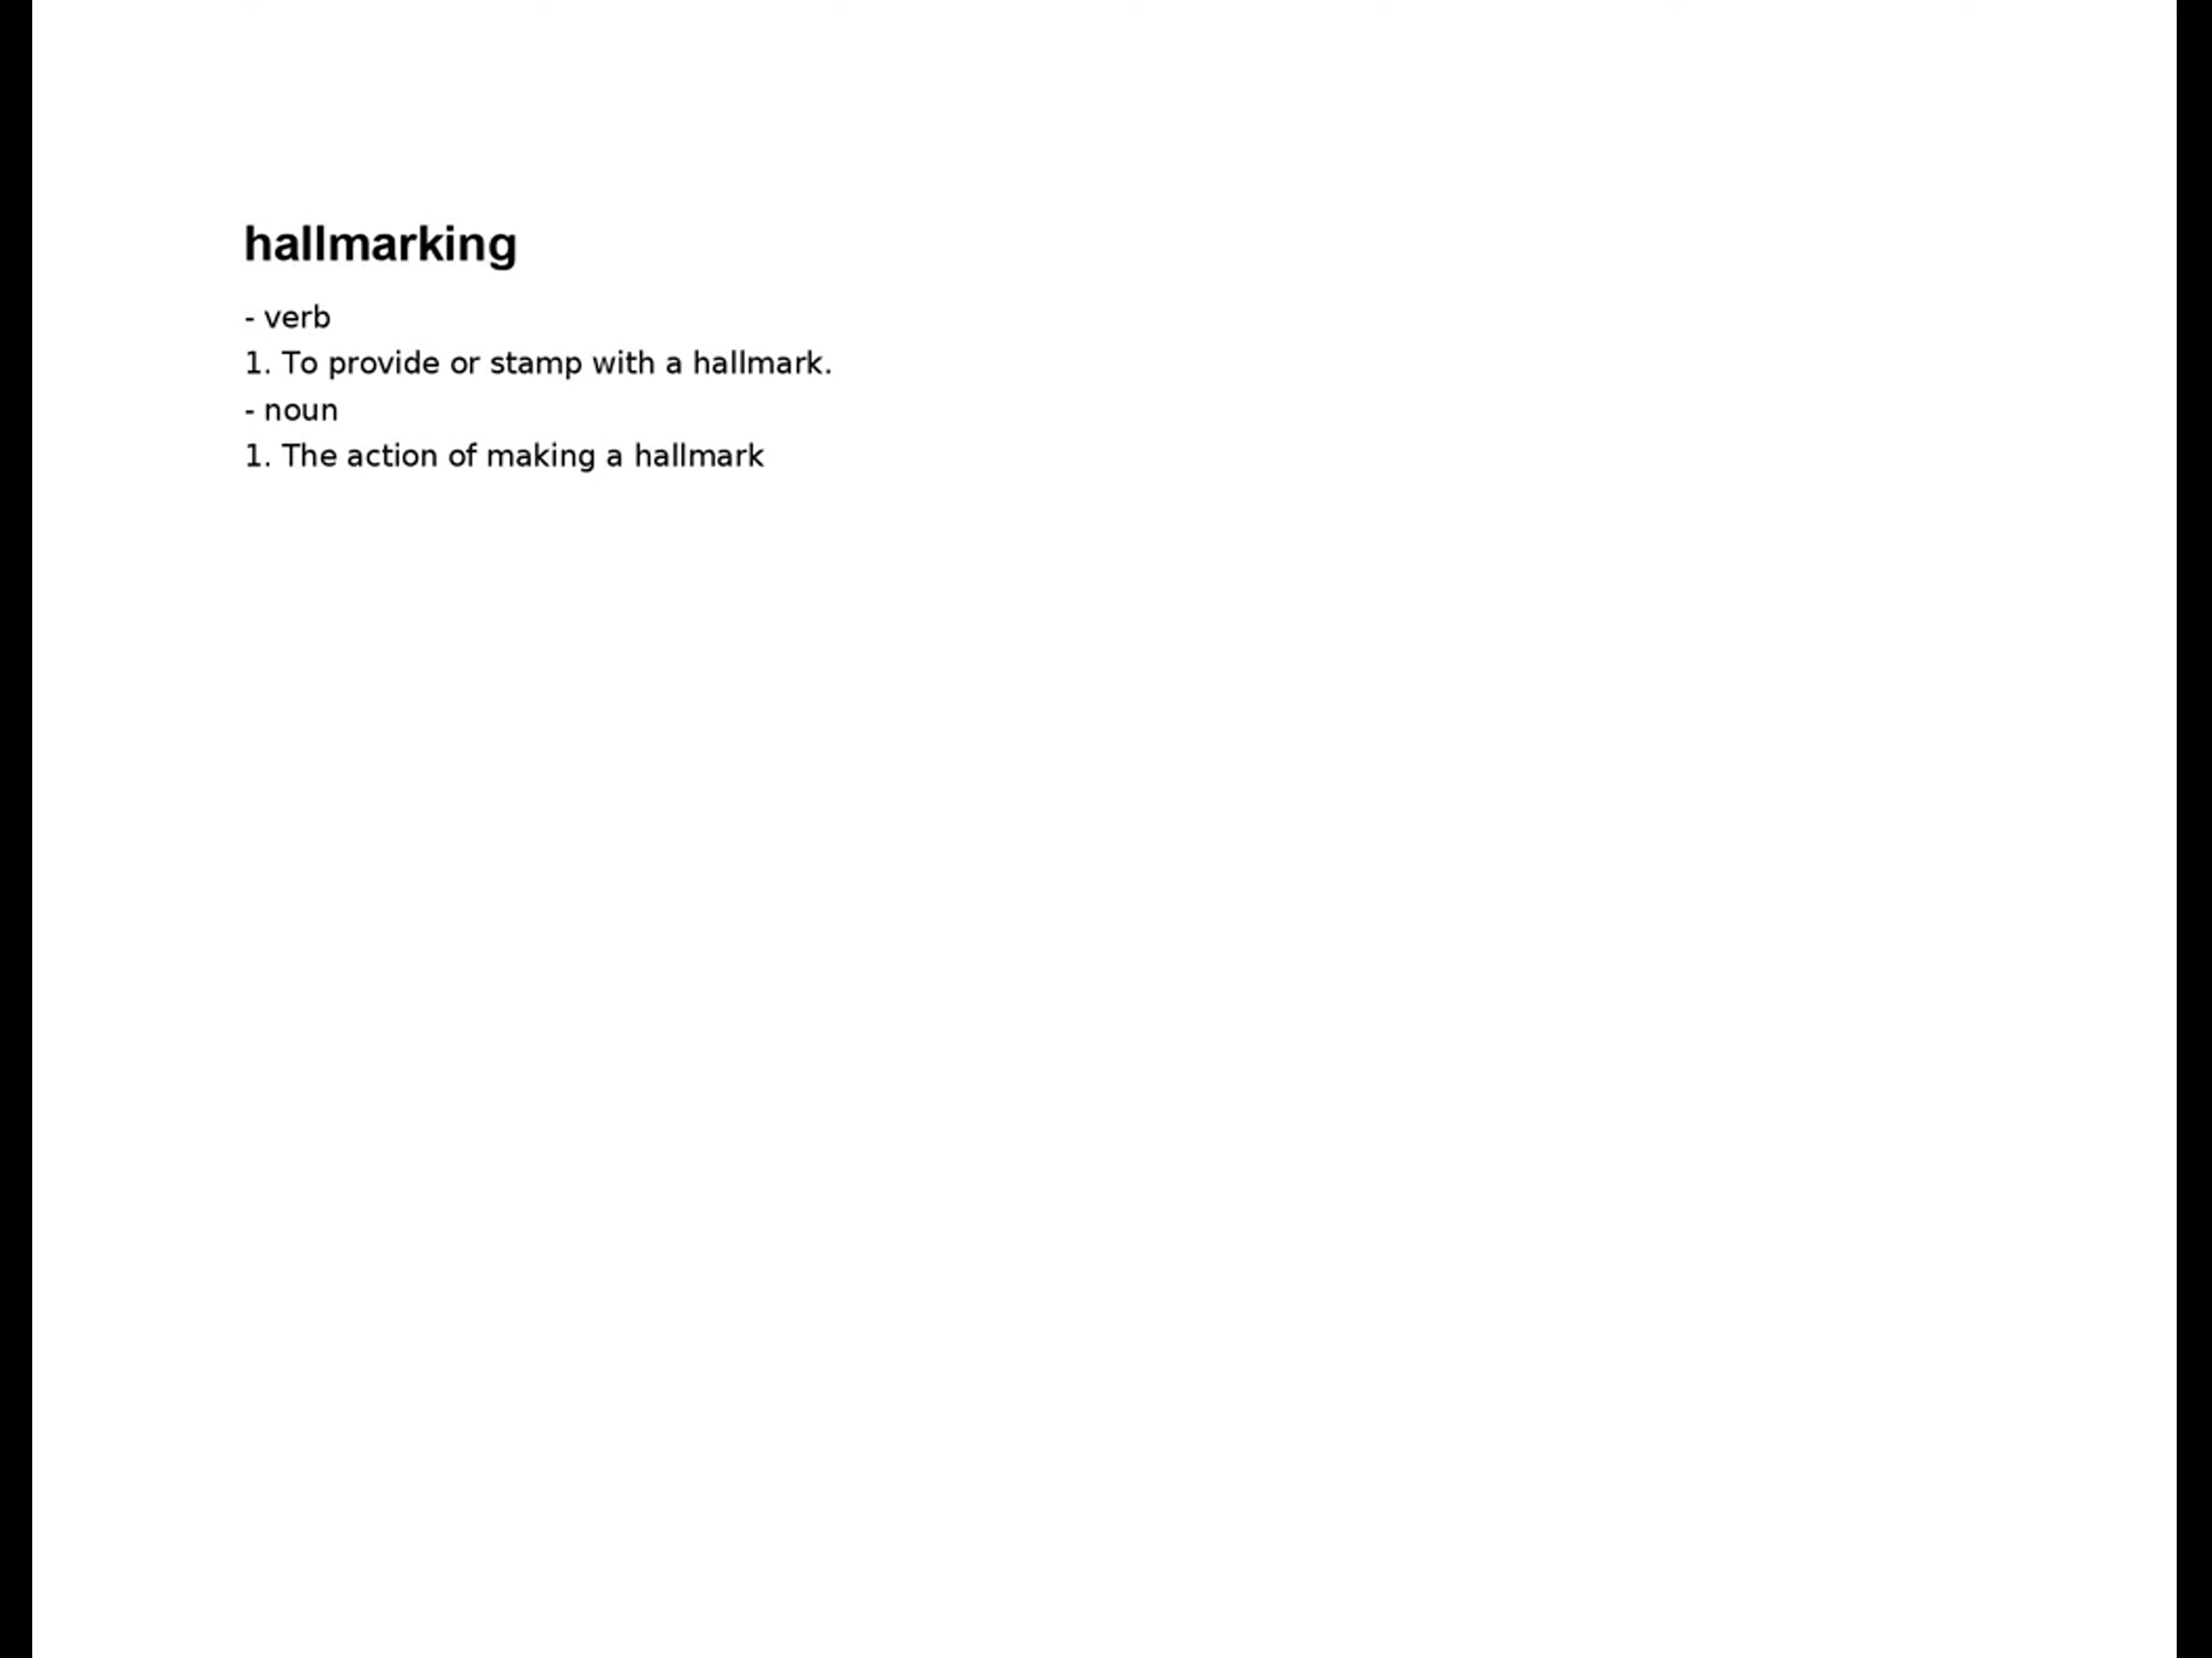 hallmarking
- verb
1. To provide or stamp with a hallmark.
- noun
1. The action of making a hallmark